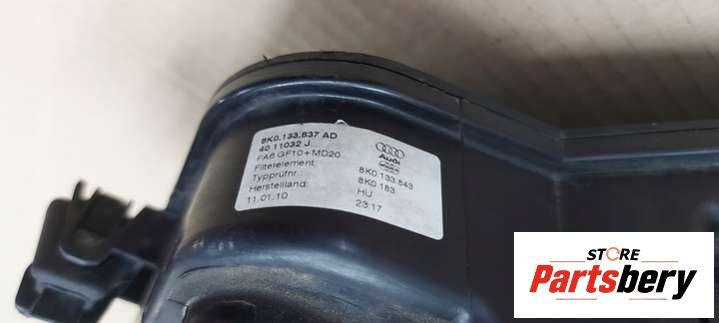 8K0.133.837 AD
40 11032 J
PA6 GF10+MD20
Filterelement: 8K0 133 843
Typprüfnr.: 8K0 183
Herstelland: HU
11.01.10 23:17
Audi
STORE
Partsbery